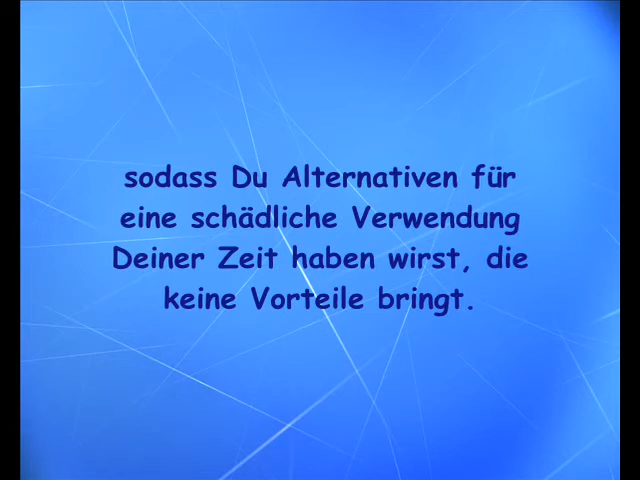 sodass Du Alternativen für
eine schädliche Verwendung
Deiner Zeit haben wirst, die
keine Vorteile bringt.